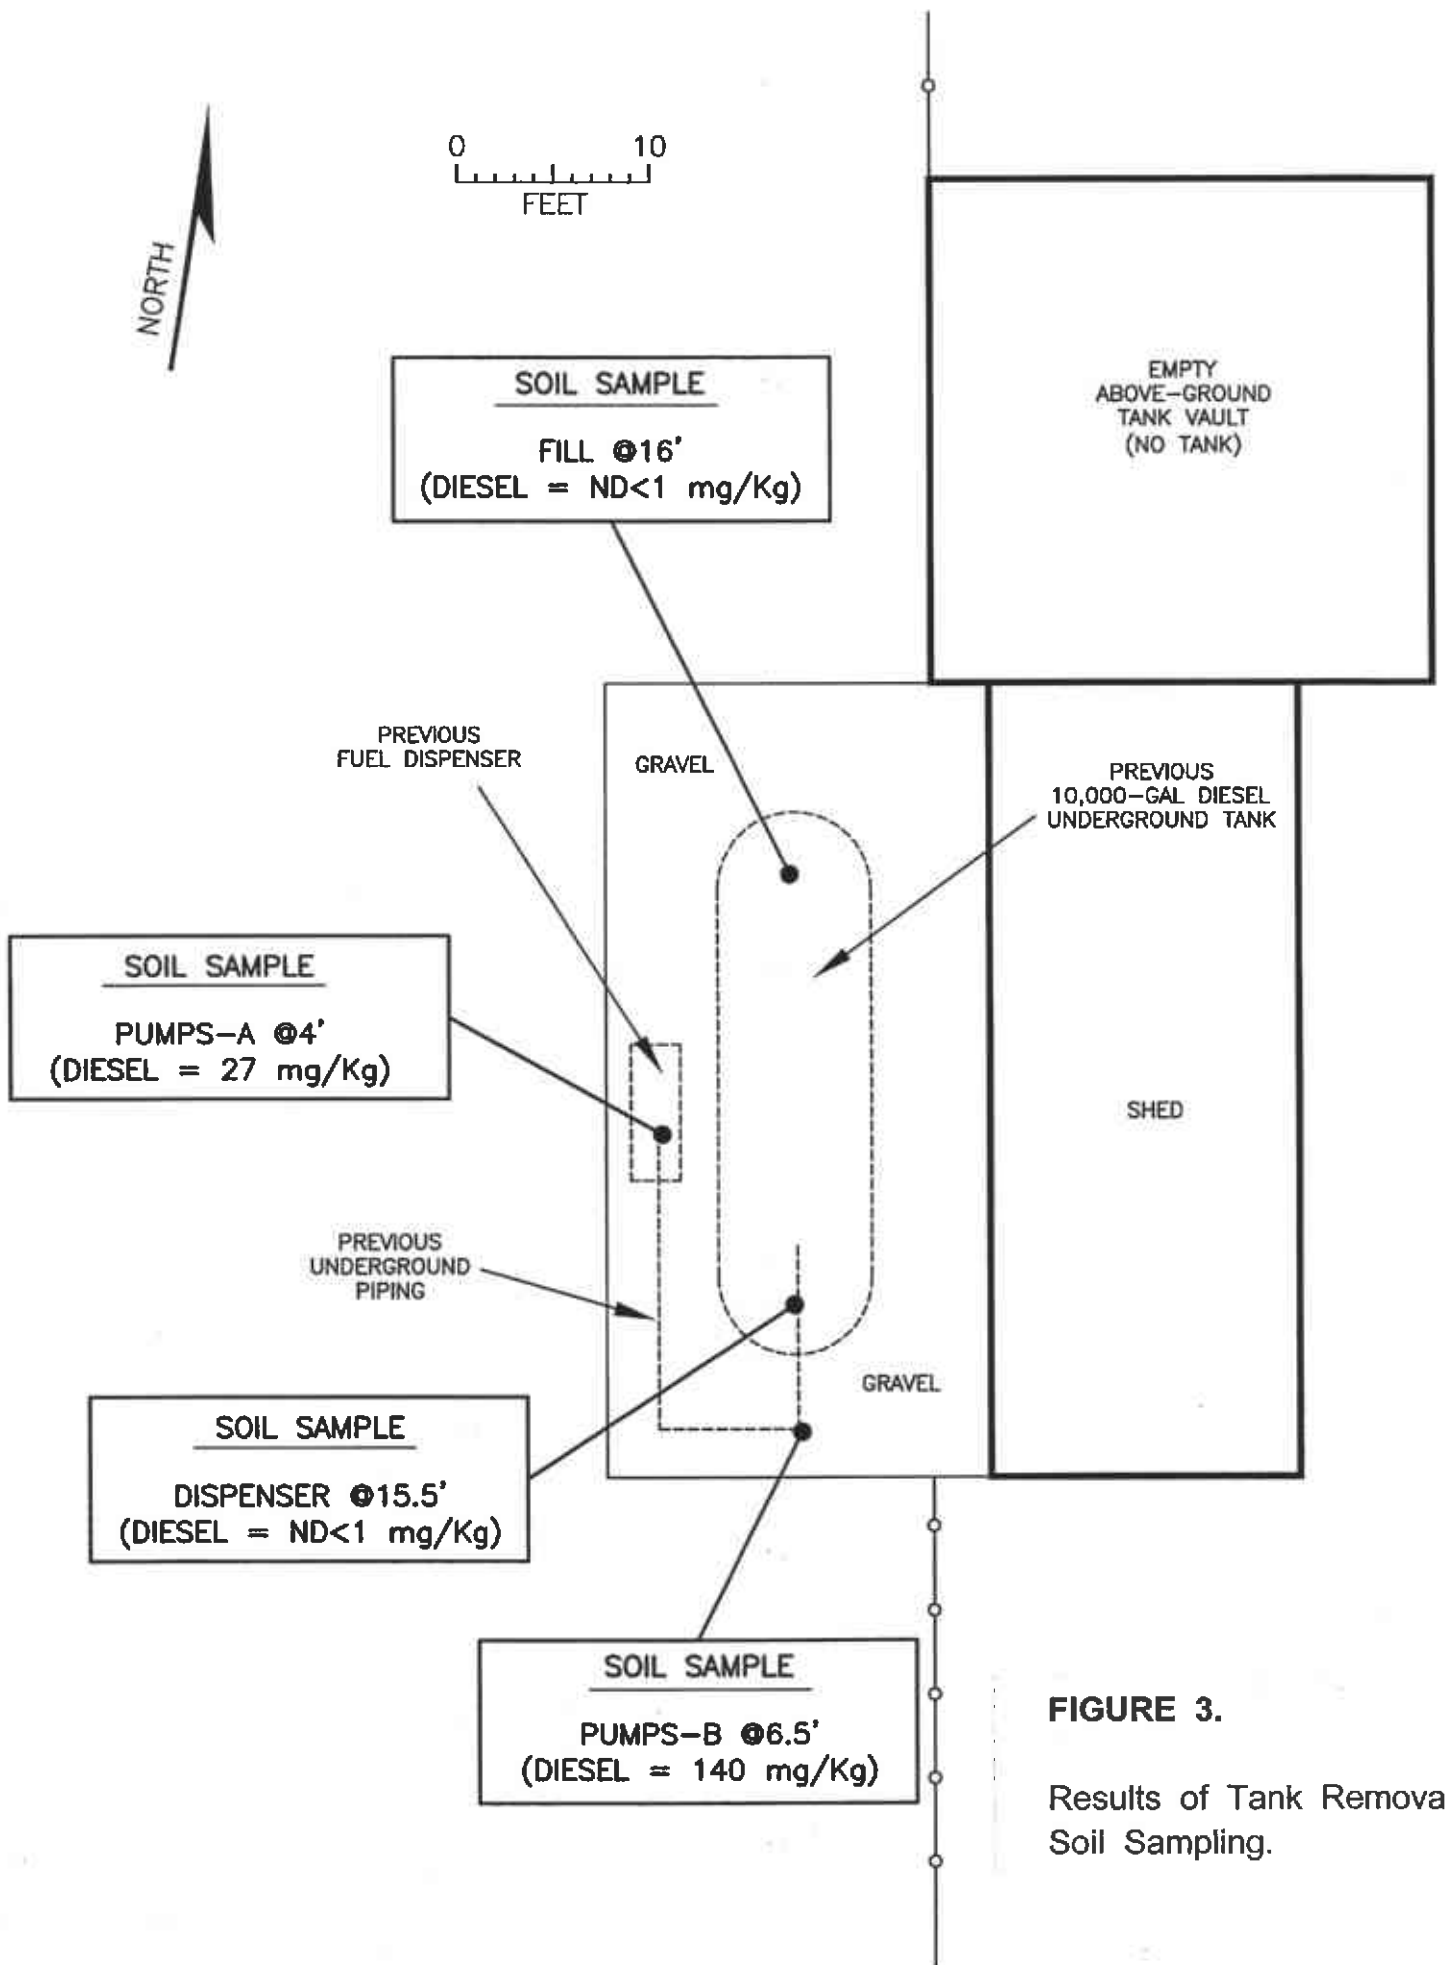 0 10
FEET
NORTH
EMPTY
ABOVE-GROUND
TANK VAULT
(NO TANK)
SOIL SAMPLE
FILL @16'
(DIESEL = ND<1 mg/Kg)
PREVIOUS
FUEL DISPENSER
GRAVEL
PREVIOUS
10,000-GAL DIESEL
UNDERGROUND TANK
SOIL SAMPLE
PUMPS-A @4'
(DIESEL = 27 mg/Kg)
SHED
PREVIOUS
UNDERGROUND
PIPING
GRAVEL
SOIL SAMPLE
DISPENSER @15.5'
(DIESEL = ND<1 mg/Kg)
SOIL SAMPLE
PUMPS-B @6.5'
(DIESEL = 140 mg/Kg)
FIGURE 3.
Results of Tank Remova
Soil Sampling.